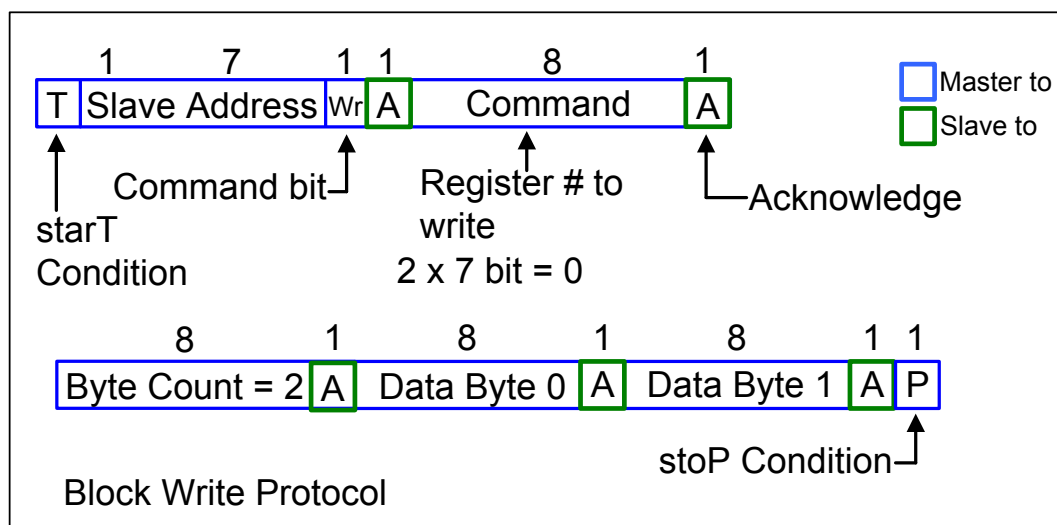 1 7 1 1 8 1
T Slave Address Wr A Command A
Master to
Slave to
Command bit
Register # to
write
2 x 7 bit = 0
Acknowledge
starT
Condition
8 1 8 1 8 1 1
Byte Count = 2 A Data Byte 0 A Data Byte 1 A P
stoP Condition
Block Write Protocol